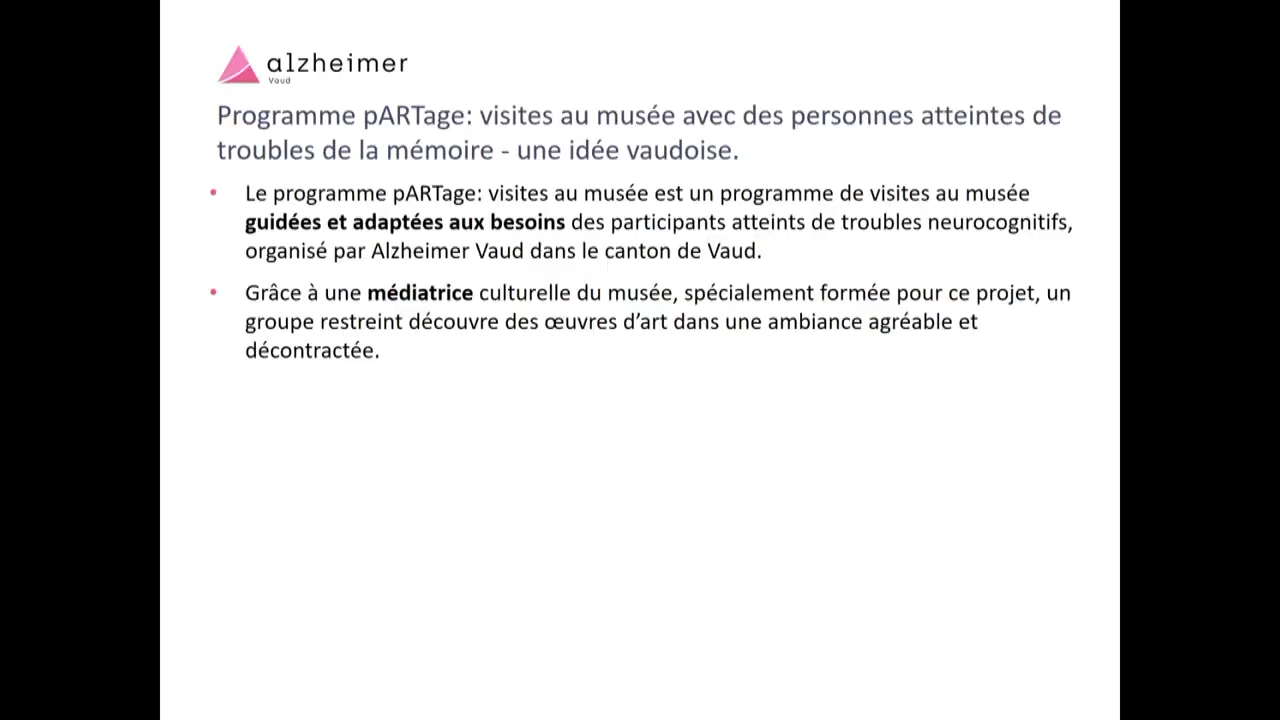 alzheimer
Vaud
Programme pARTage: visites au musée avec des personnes atteintes de
troubles de la mémoire - une idée vaudoise.
• Le programme pARTage: visites au musée est un programme de visites au musée
guidées et adaptées aux besoins des participants atteints de troubles neurocognitifs,
organisé par Alzheimer Vaud dans le canton de Vaud.
• Grâce à une médiatrice culturelle du musée, spécialement formée pour ce projet, un
groupe restreint découvre des œuvres d’art dans une ambiance agréable et
décontractée.